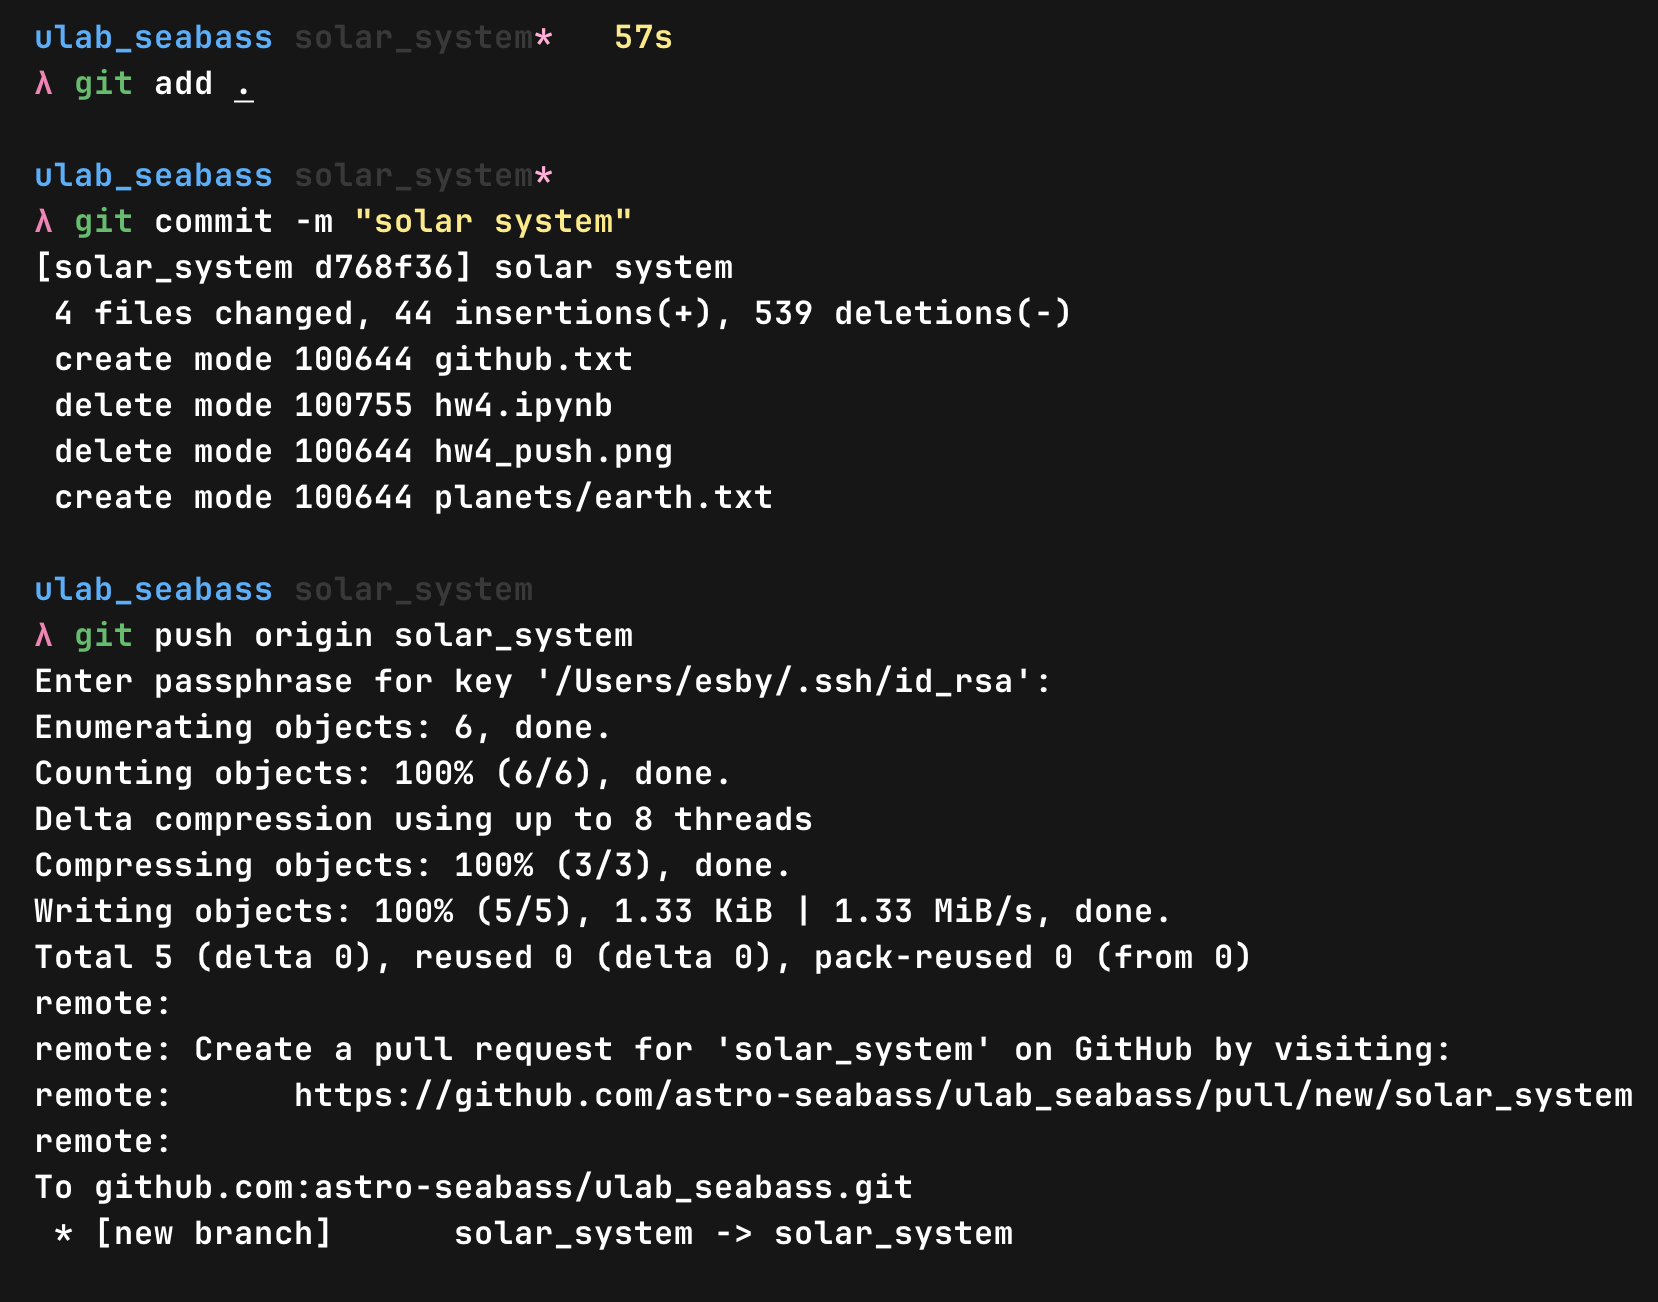 ulab_seabass solar_system* 57s
λ git add .
ulab_seabass solar_system*
λ git commit -m "solar system"
[solar_system d768f36] solar system
 4 files changed, 44 insertions(+), 539 deletions(-)
 create mode 100644 github.txt
 delete mode 100755 hw4.ipynb
 delete mode 100644 hw4_push.png
 create mode 100644 planets/earth.txt
ulab_seabass solar_system
λ git push origin solar_system
Enter passphrase for key '/Users/esby/.ssh/id_rsa':
Enumerating objects: 6, done.
Counting objects: 100% (6/6), done.
Delta compression using up to 8 threads
Compressing objects: 100% (3/3), done.
Writing objects: 100% (5/5), 1.33 KiB | 1.33 MiB/s, done.
Total 5 (delta 0), reused 0 (delta 0), pack-reused 0 (from 0)
remote:
remote: Create a pull request for 'solar_system' on GitHub by visiting:
remote:      https://github.com/astro-seabass/ulab_seabass/pull/new/solar_system
remote:
To github.com:astro-seabass/ulab_seabass.git
 * [new branch]      solar_system -> solar_system